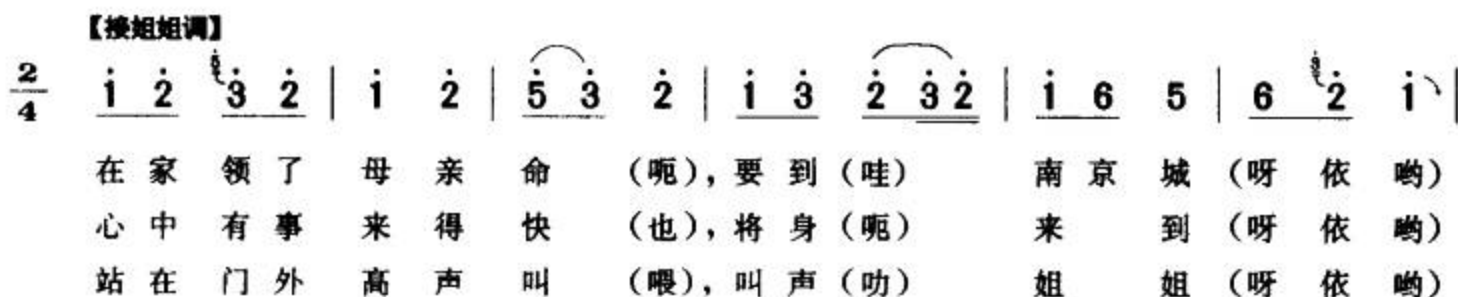 【接姐姐调】
2/4 1̇ 2̇ 3̇ 2̇ | 1̇ 2̇ | 5̇ 3̇ 2̇ | 1̇ 3̇ 2̇ 3̇ 2̇ | 1̇ 6 5 | 6 2̇ 1̇ |
在家 领了 母 亲 命 (呃),要到(哇) 南京 城(呀 依 哟)
心中 有事 来 得 快 (也),将身(呃) 来 到(呀 依 哟)
站在 门外 高 声 叫 (喂),叫声(叻) 姐 姐(呀 依 哟)